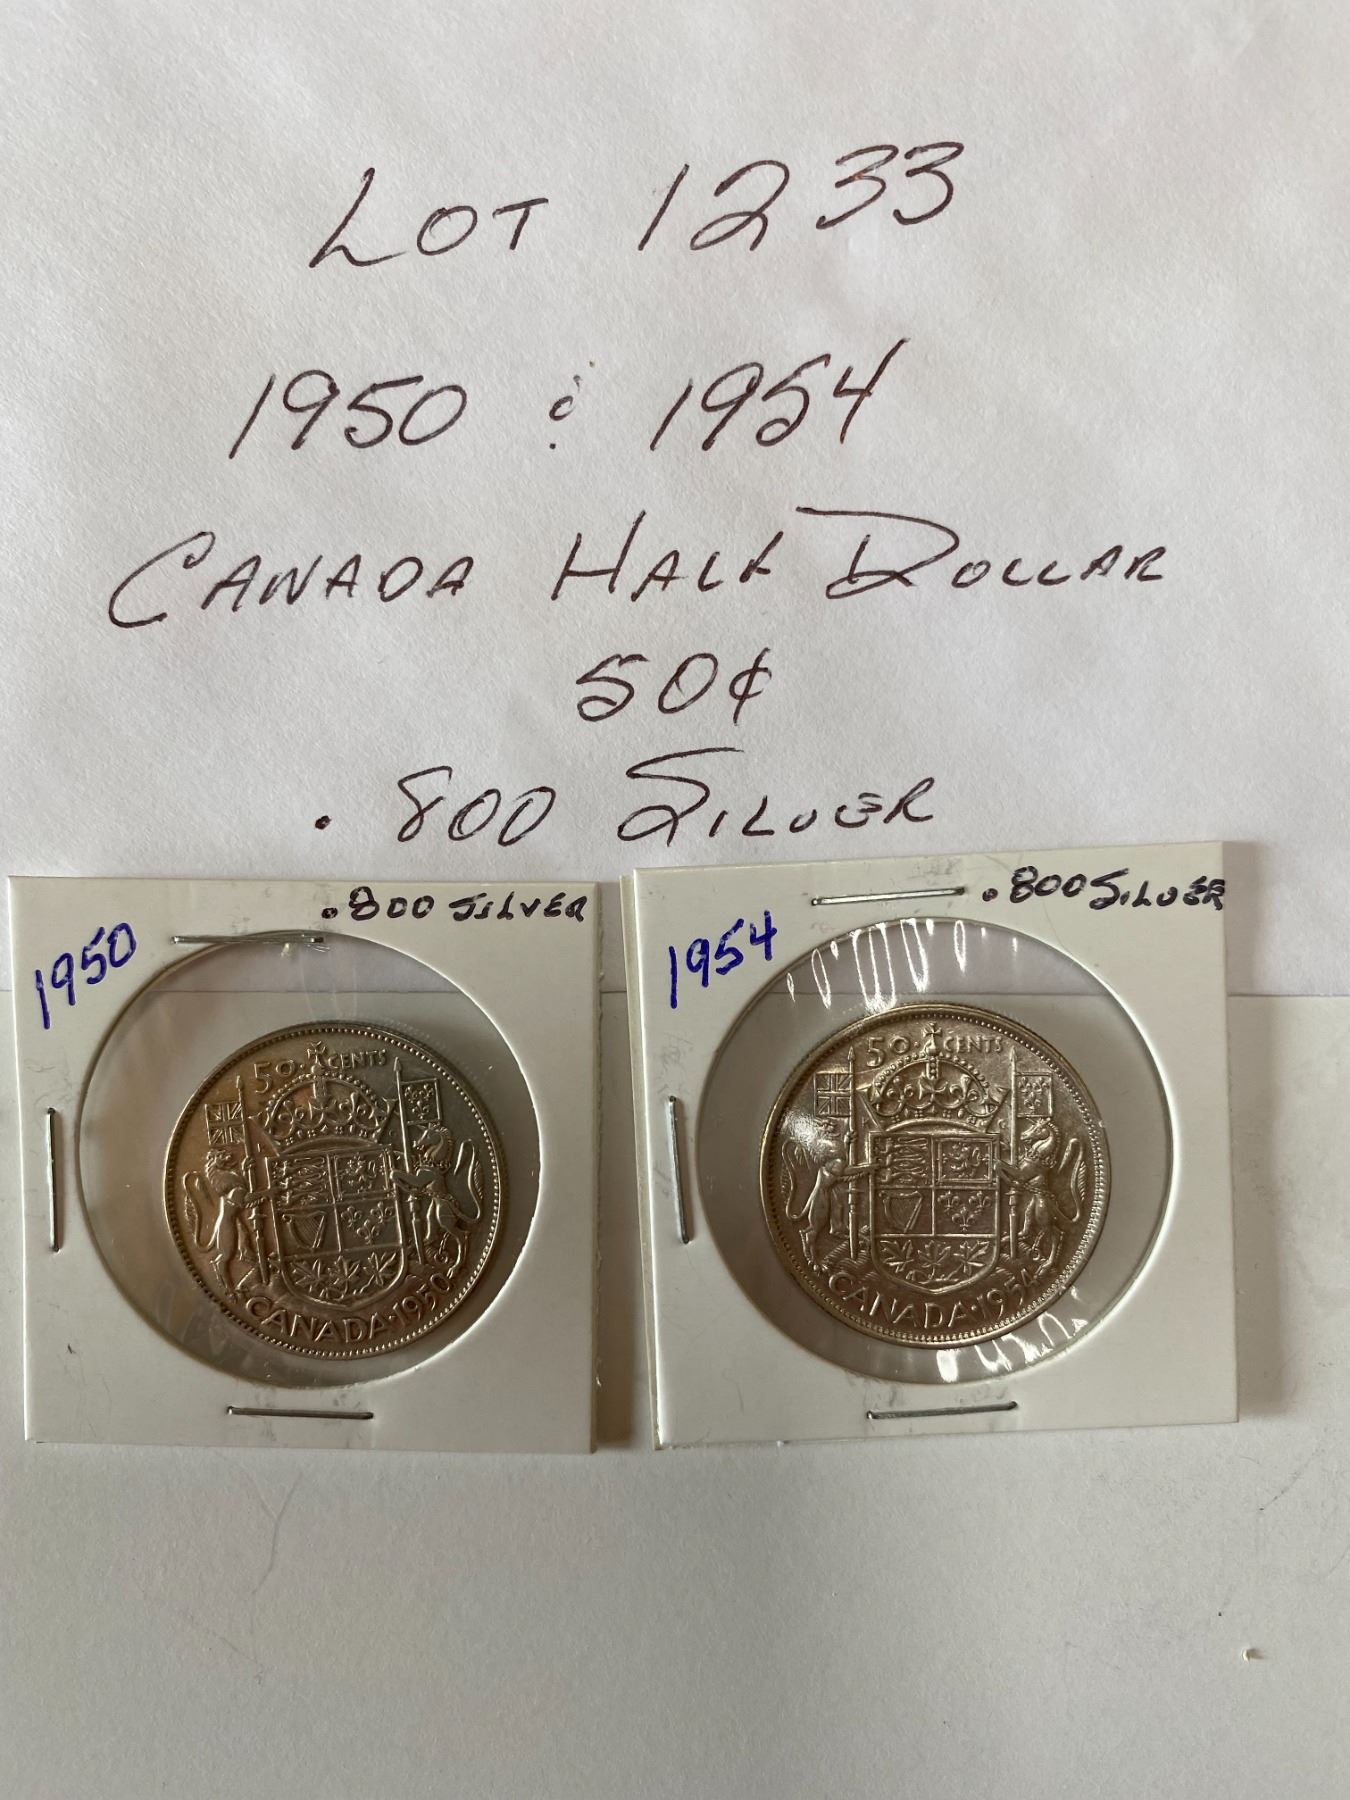 LOT 1233
1950 & 1954
CANADA HALF DOLLAR
50¢
.800 SILVER
.800 SILVER
1950
50 CENTS
CANADA · 1950
.800 SILVER
1954
50 · CENTS
CANADA · 1954